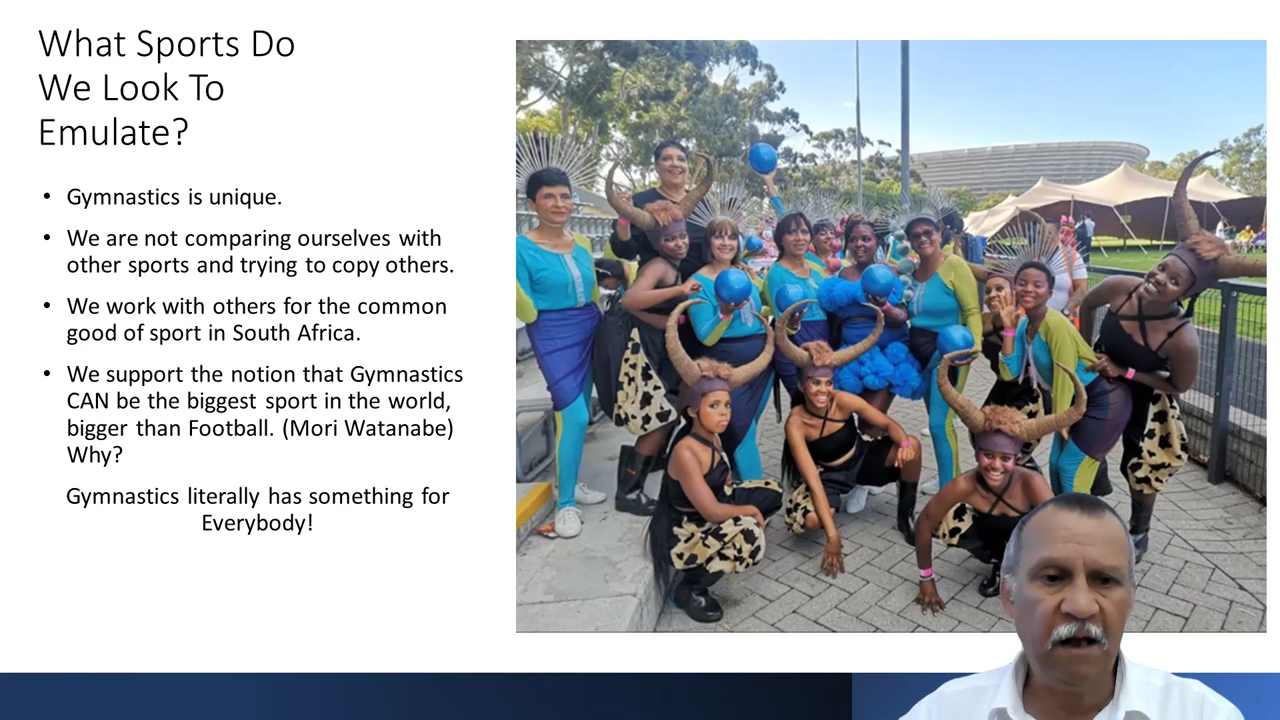 What Sports Do
We Look To
Emulate?
• Gymnastics is unique.
• We are not comparing ourselves with
other sports and trying to copy others.
• We work with others for the common
good of sport in South Africa.
• We support the notion that Gymnastics
CAN be the biggest sport in the world,
bigger than Football. (Mori Watanabe)
Why?
Gymnastics literally has something for
Everybody!